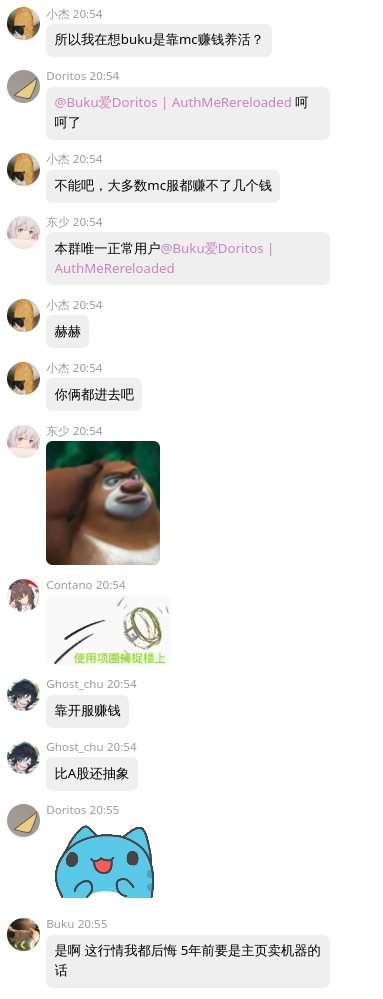 小杰 20:54
所以我在想buku是靠mc赚钱养活？
Doritos 20:54
@Buku爱Doritos | AuthMeRereloaded 呵
呵了
小杰 20:54
不能吧，大多数mc服都赚不了几个钱
东少 20:54
本群唯一正常用户@Buku爱Doritos |
AuthMeRereloaded
小杰 20:54
赫赫
小杰 20:54
你俩都进去吧
东少 20:54
Contano 20:54
使用项圈捕捉楼上
Ghost_chu 20:54
靠开服赚钱
Ghost_chu 20:54
比A股还抽象
Doritos 20:55
Buku 20:55
是啊 这行情我都后悔 5年前要是主页卖机器的
话